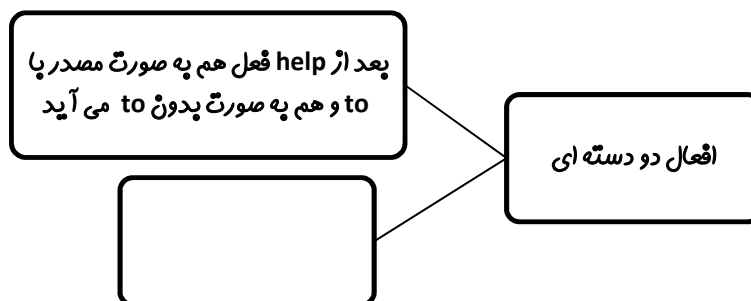 افعال دو دسته ای
بعد از help فعل هم به صورت مصدر با
to و هم به صورت بدون to می آید